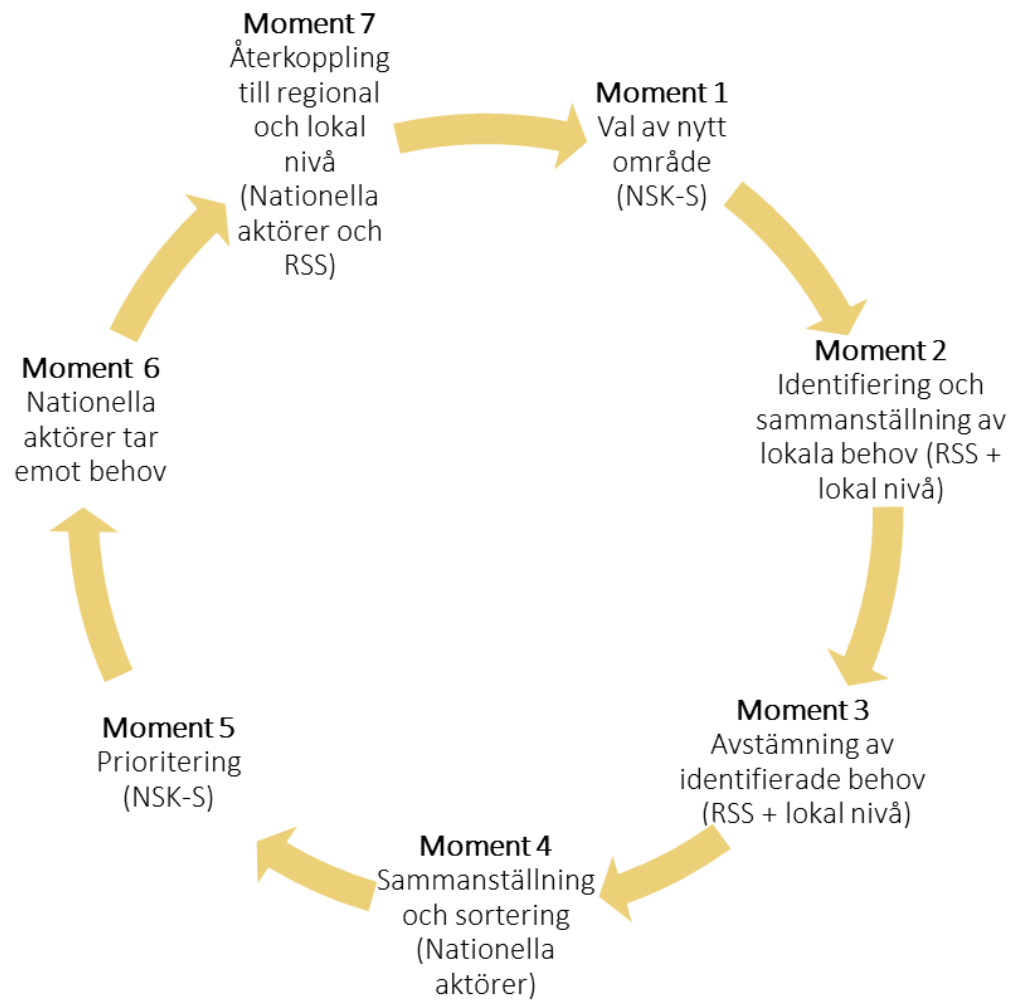 Moment 7
Återkoppling
till regional
och lokal
nivå
(Nationella
aktörer och
RSS)
Moment 1
Val av nytt
område
(NSK-S)
Moment 2
Identifiering och
sammanställning av
lokala behov (RSS +
lokal nivå)
Moment 3
Avstämning av
identifierade behov
(RSS + lokal nivå)
Moment 4
Sammanställning
och sortering
(Nationella
aktörer)
Moment 5
Prioritering
(NSK-S)
Moment 6
Nationella
aktörer tar
emot behov